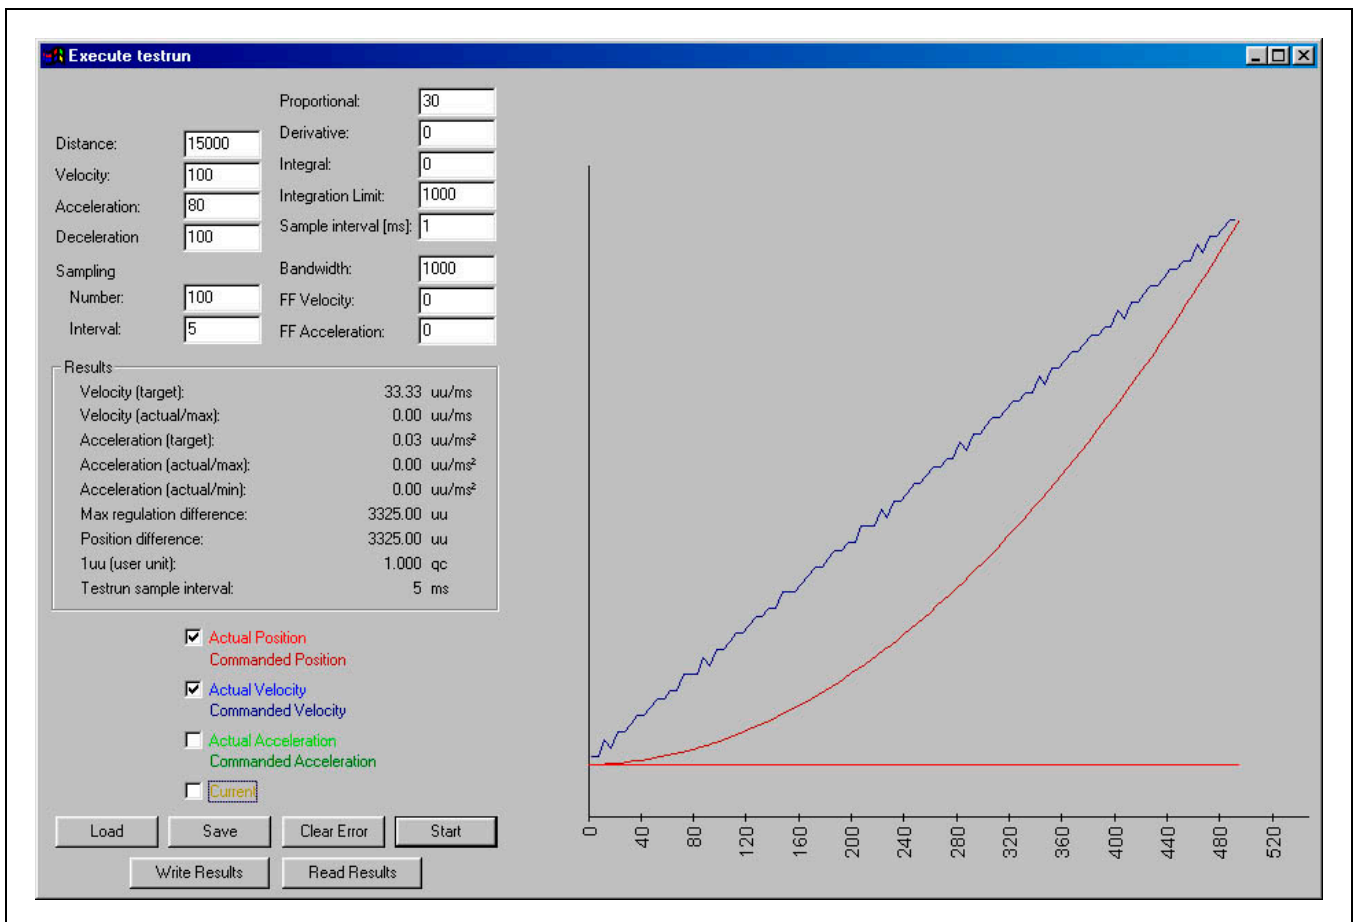 Execute testrun
Proportional: 30
Derivative: 0
Distance: 15000
Integral: 0
Velocity: 100
Integration Limit: 1000
Acceleration: 80
Sample interval [ms]: 1
Deceleration 100
Sampling
Bandwidth: 1000
Number: 100
FF Velocity: 0
Interval: 5
FF Acceleration: 0
Results
Velocity (target): 33.33 uu/ms
Velocity (actual/max): 0.00 uu/ms
Acceleration (target): 0.03 uu/ms²
Acceleration (actual/max): 0.00 uu/ms²
Acceleration (actual/min): 0.00 uu/ms²
Max regulation difference: 3325.00 uu
Position difference: 3325.00 uu
1uu (user unit): 1.000 qc
Testrun sample interval: 5 ms
Actual Position
Commanded Position
Actual Velocity
Commanded Velocity
Actual Acceleration
Commanded Acceleration
Current
Load Save Clear Error Start
Write Results Read Results
0 40 80 120 160 200 240 280 320 360 400 440 480 520